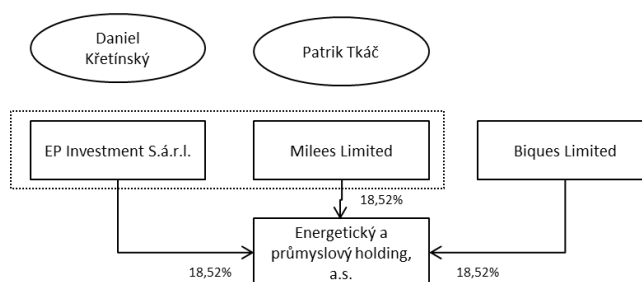 Daniel
Křetínský
Patrik Tkáč
EP Investment S.á.r.l.
Milees Limited
Biques Limited
18,52%
Energetický a
průmyslový holding,
a.s.
18,52%
18,52%